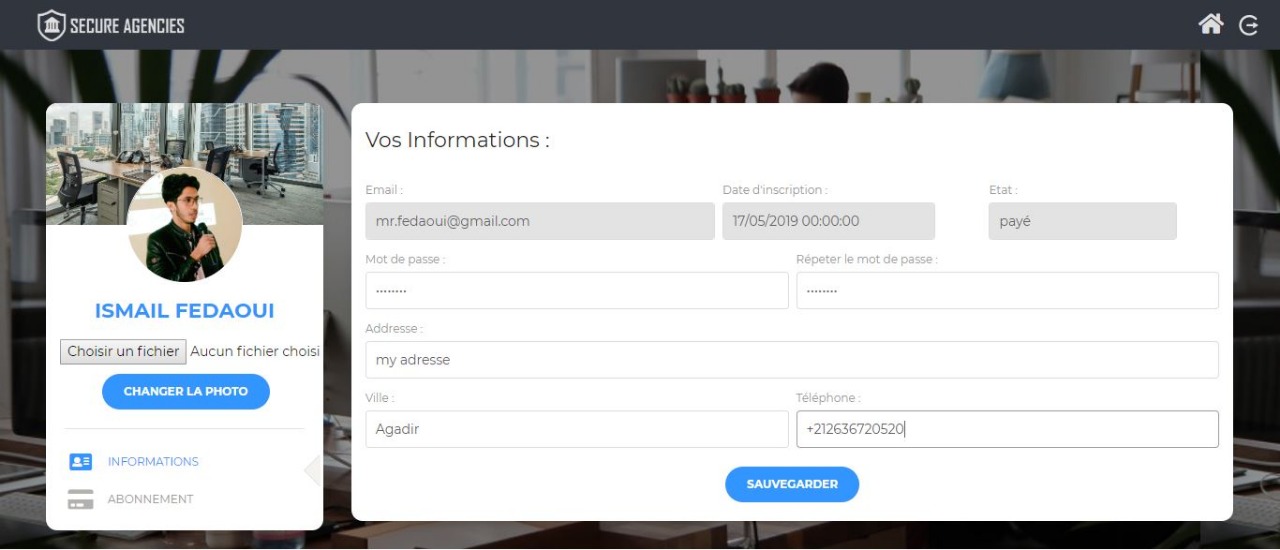 SECURE AGENCIES
ISMAIL FEDAOUI
Choisir un fichier Aucun fichier choisi
CHANGER LA PHOTO
INFORMATIONS
ABONNEMENT
Vos Informations :
Email : Date d'inscription : Etat :
mr.fedaoui@gmail.com 17/05/2019 00:00:00 payé
Mot de passe : Répeter le mot de passe :
........ ........
Addresse :
my adresse
Ville : Téléphone :
Agadir +212636720520
SAUVEGARDER